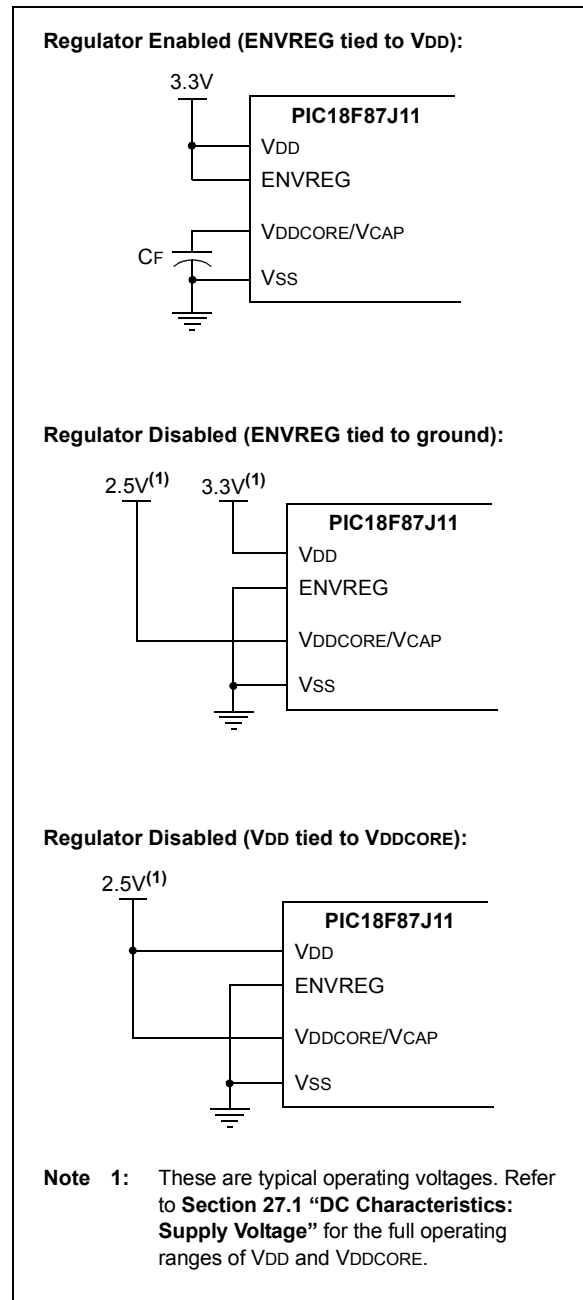 Regulator Enabled (ENVREG tied to VDD):
3.3V
PIC18F87J11
VDD
ENVREG
VDDCORE/VCAP
CF
VSS
Regulator Disabled (ENVREG tied to ground):
2.5V(1) 3.3V(1)
PIC18F87J11
VDD
ENVREG
VDDCORE/VCAP
VSS
Regulator Disabled (VDD tied to VDDCORE):
2.5V(1)
PIC18F87J11
VDD
ENVREG
VDDCORE/VCAP
VSS
Note 1: These are typical operating voltages. Refer
to Section 27.1 “DC Characteristics:
Supply Voltage” for the full operating
ranges of VDD and VDDCORE.